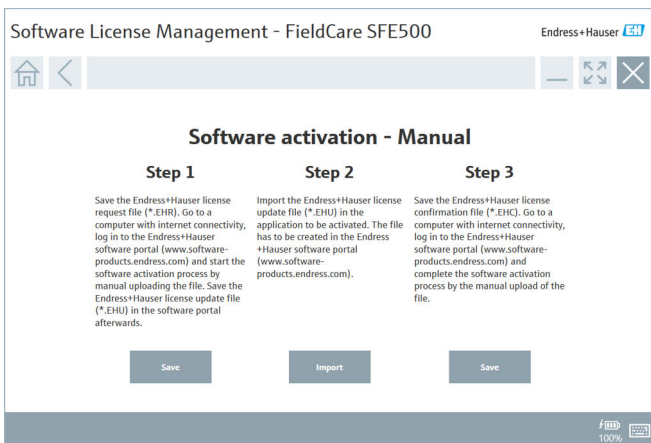 Software License Management - FieldCare SFE500
Endress+Hauser EH
Software activation - Manual
Step 1
Save the Endress+Hauser license
request file (*.EHR). Go to a
computer with internet connectivity,
log in to the Endress+Hauser
software portal (www.software-
products.endress.com) and start the
software activation process by
manual uploading the file. Save the
Endress+Hauser license update file
(*.EHU) in the software portal
afterwards.
Save
Step 2
Import the Endress+Hauser license
update file (*.EHU) in the
application to be activated. The file
has to be created in the Endress
+Hauser software portal
(www.software-
products.endress.com).
Import
Step 3
Save the Endress+Hauser license
confirmation file (*.EHC). Go to a
computer with internet connectivity,
log in to the Endress+Hauser
software portal (www.software-
products.endress.com) and
complete the software activation
process by the manual upload of the
file.
Save
100%